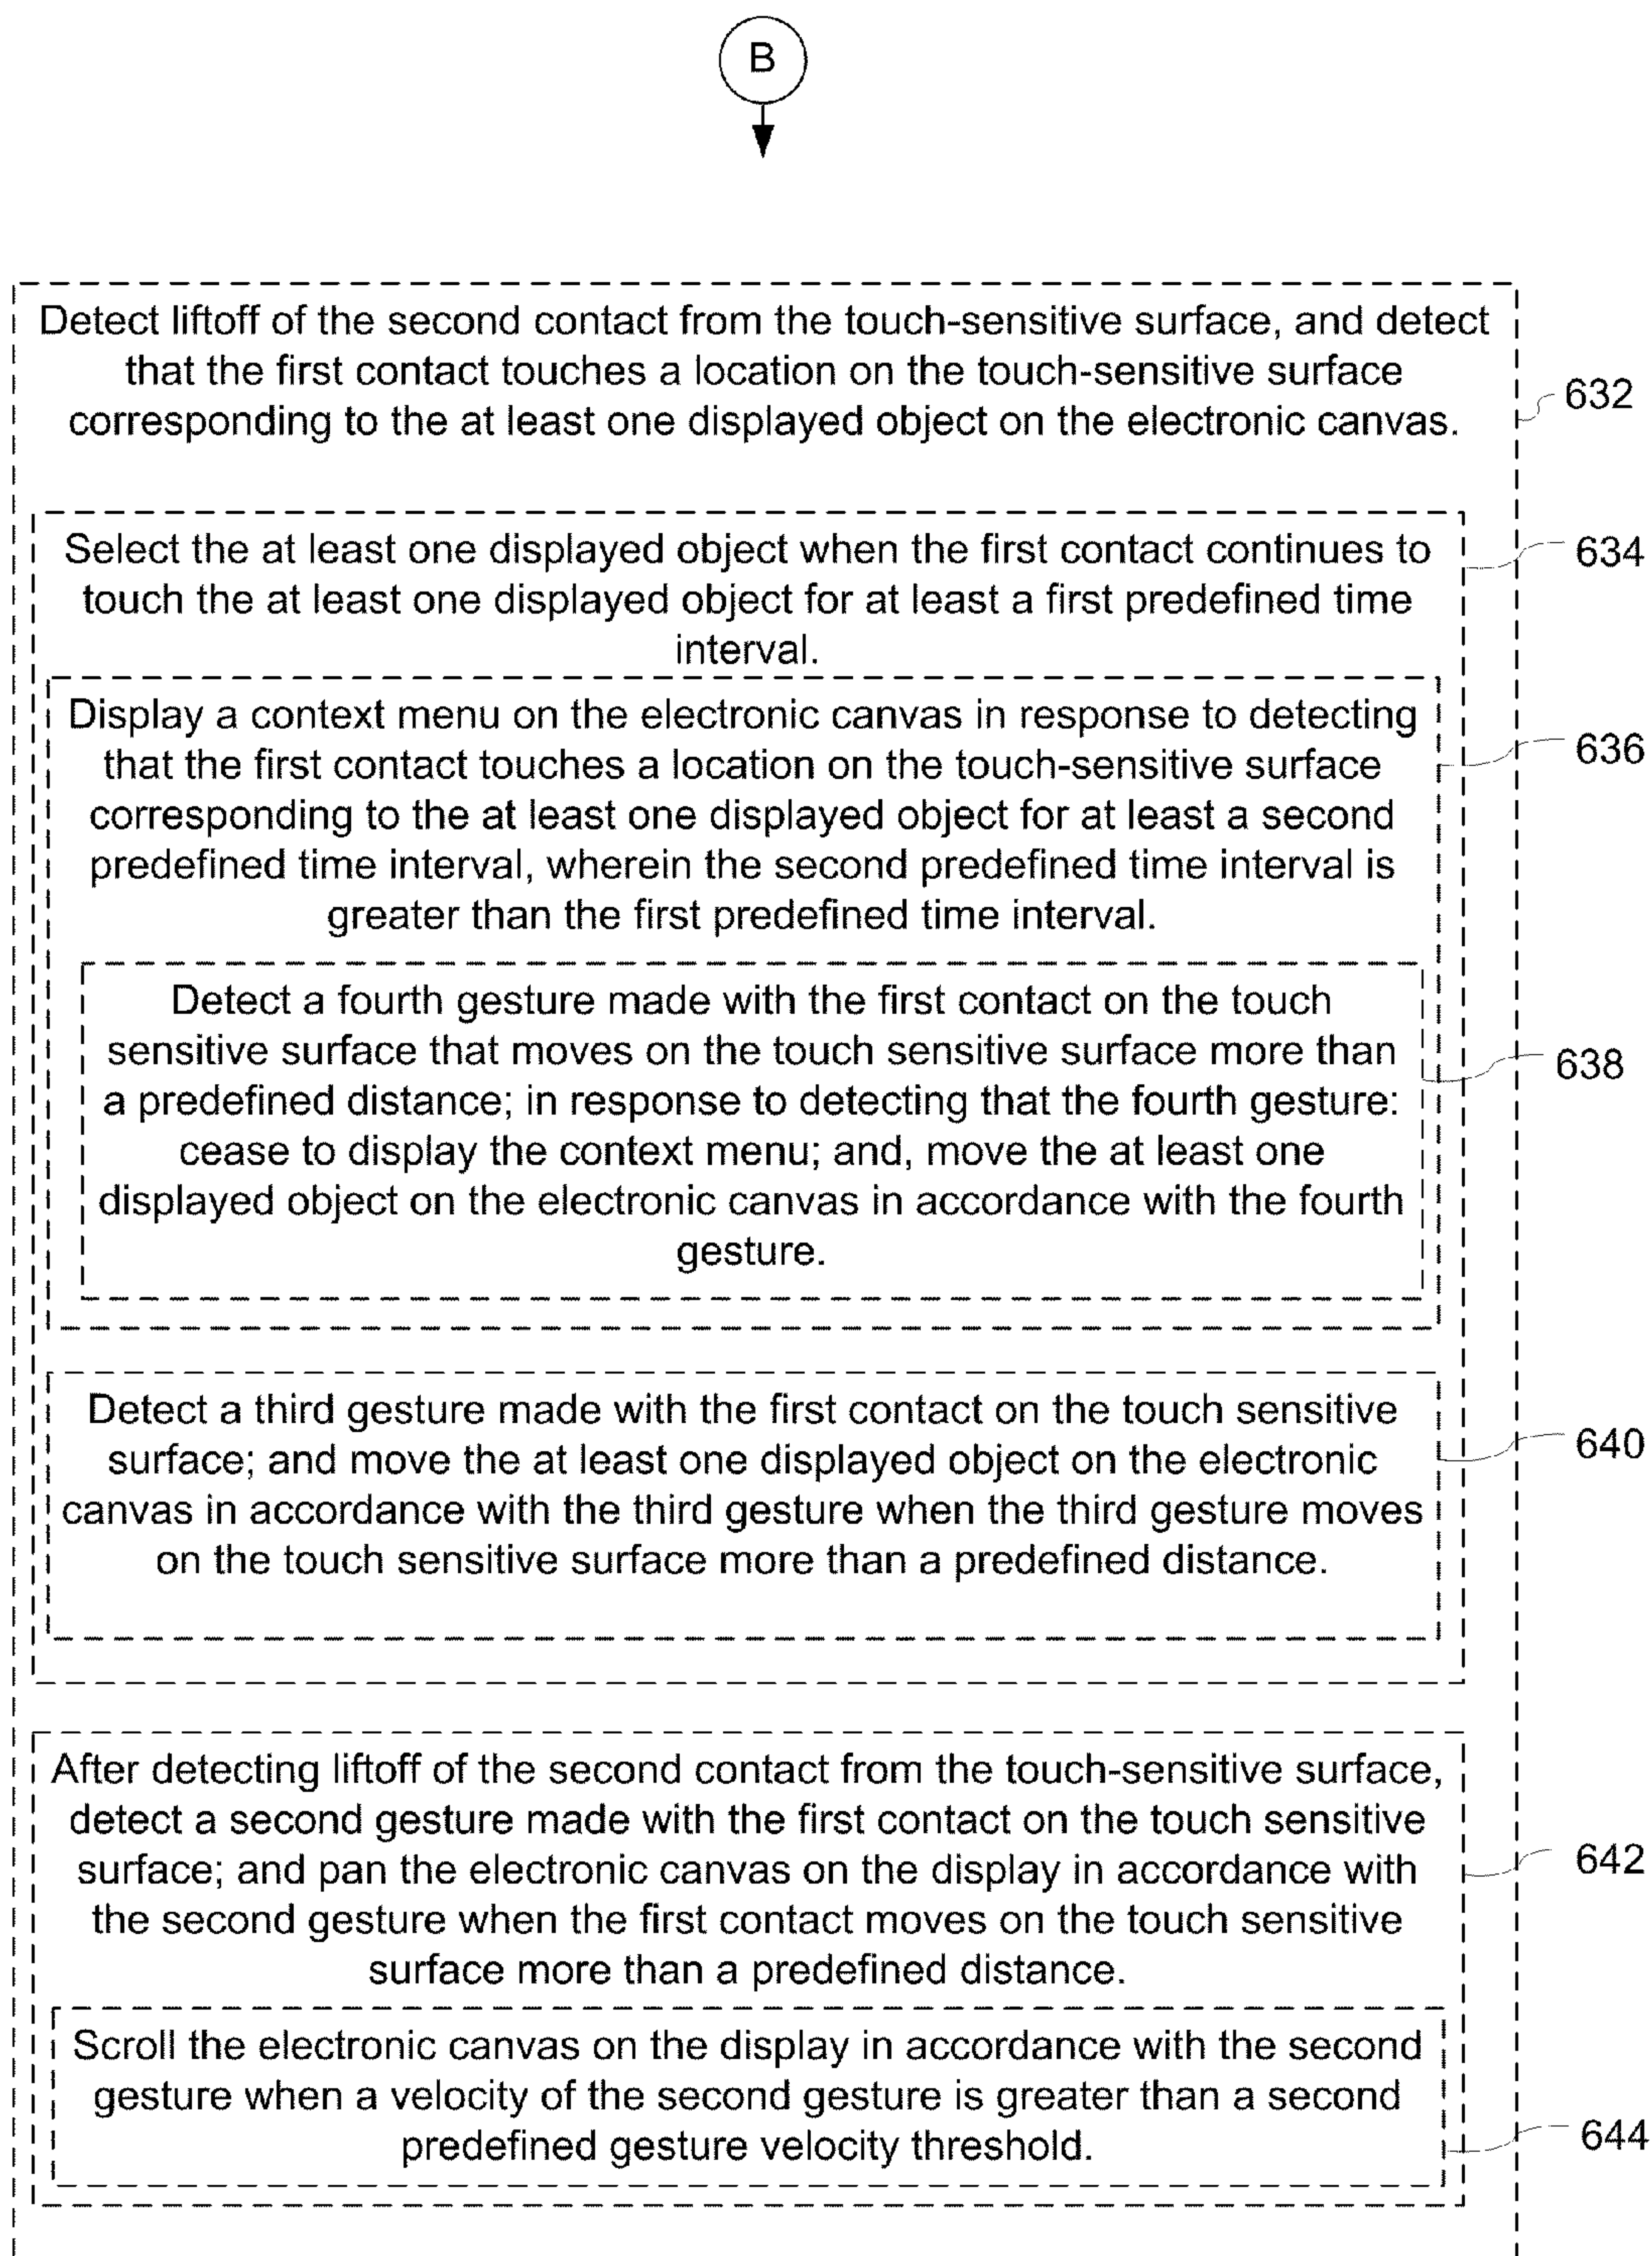 B
Detect liftoff of the second contact from the touch-sensitive surface, and detect
that the first contact touches a location on the touch-sensitive surface
corresponding to the at least one displayed object on the electronic canvas.
632
Select the at least one displayed object when the first contact continues to
touch the at least one displayed object for at least a first predefined time
interval.
634
Display a context menu on the electronic canvas in response to detecting
that the first contact touches a location on the touch-sensitive surface
corresponding to the at least one displayed object for at least a second
predefined time interval, wherein the second predefined time interval is
greater than the first predefined time interval.
636
Detect a fourth gesture made with the first contact on the touch
sensitive surface that moves on the touch sensitive surface more than
a predefined distance; in response to detecting that the fourth gesture:
cease to display the context menu; and, move the at least one
displayed object on the electronic canvas in accordance with the fourth
gesture.
638
Detect a third gesture made with the first contact on the touch sensitive
surface; and move the at least one displayed object on the electronic
canvas in accordance with the third gesture when the third gesture moves
on the touch sensitive surface more than a predefined distance.
640
After detecting liftoff of the second contact from the touch-sensitive surface,
detect a second gesture made with the first contact on the touch sensitive
surface; and pan the electronic canvas on the display in accordance with
the second gesture when the first contact moves on the touch sensitive
surface more than a predefined distance.
642
Scroll the electronic canvas on the display in accordance with the second
gesture when a velocity of the second gesture is greater than a second
predefined gesture velocity threshold.
644